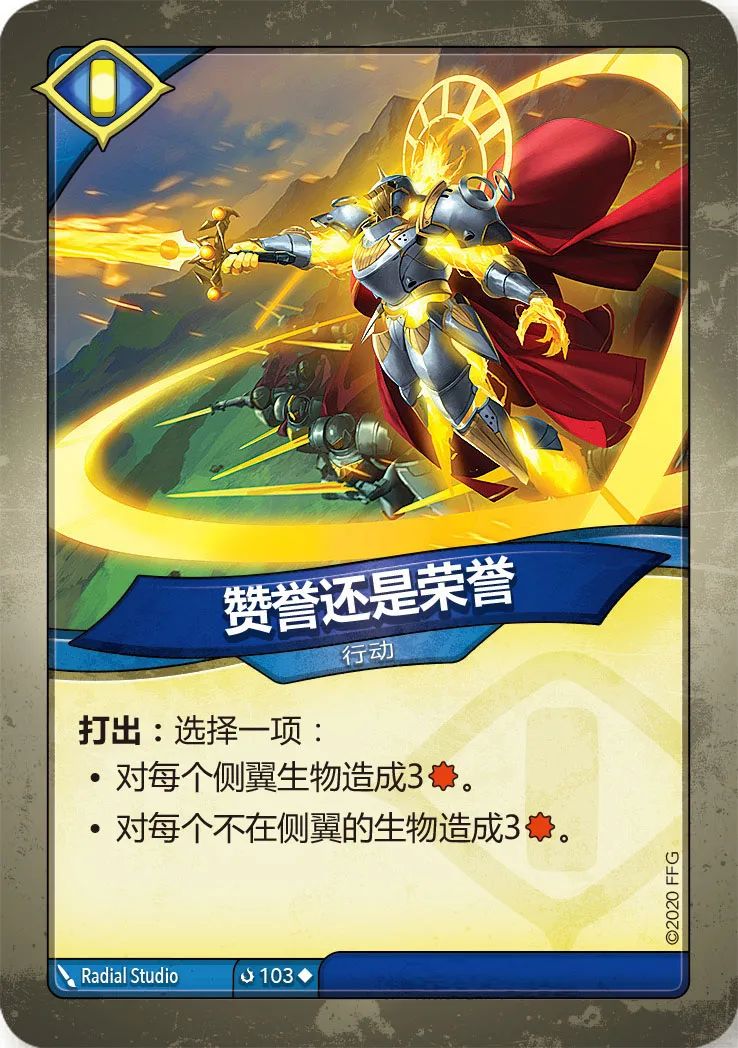 赞誉还是荣誉
行动
打出：选择一项：
• 对每个侧翼生物造成3。
• 对每个不在侧翼的生物造成3。
©2020 FFG
Radial Studio
103